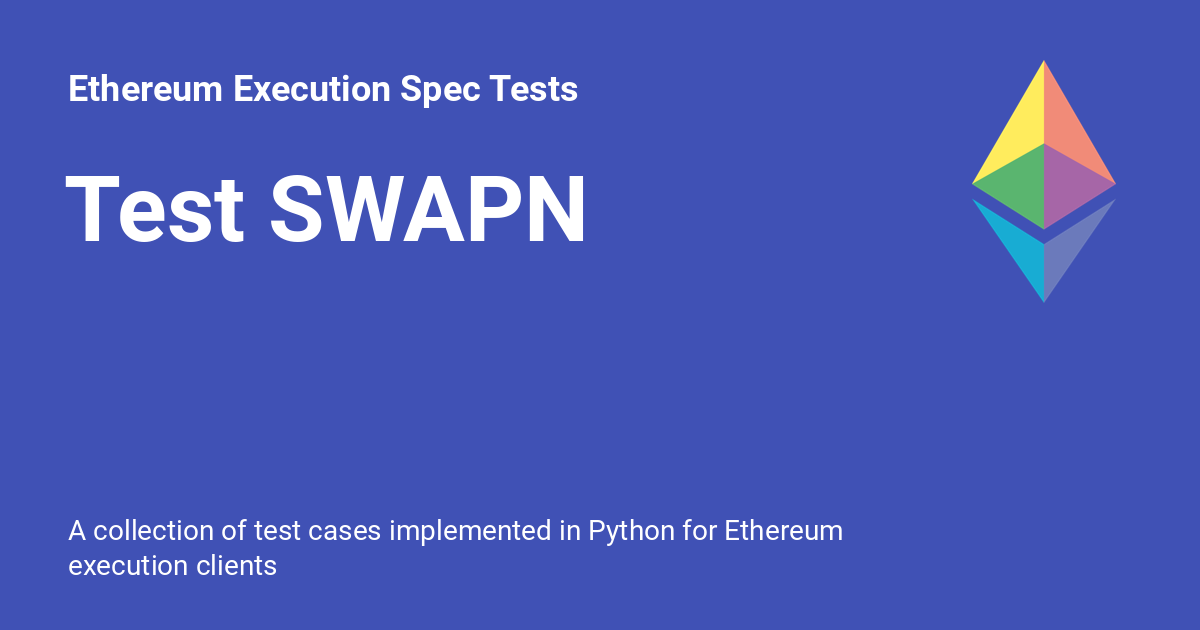 Ethereum Execution Spec Tests
Test SWAPN
A collection of test cases implemented in Python for Ethereum
execution clients